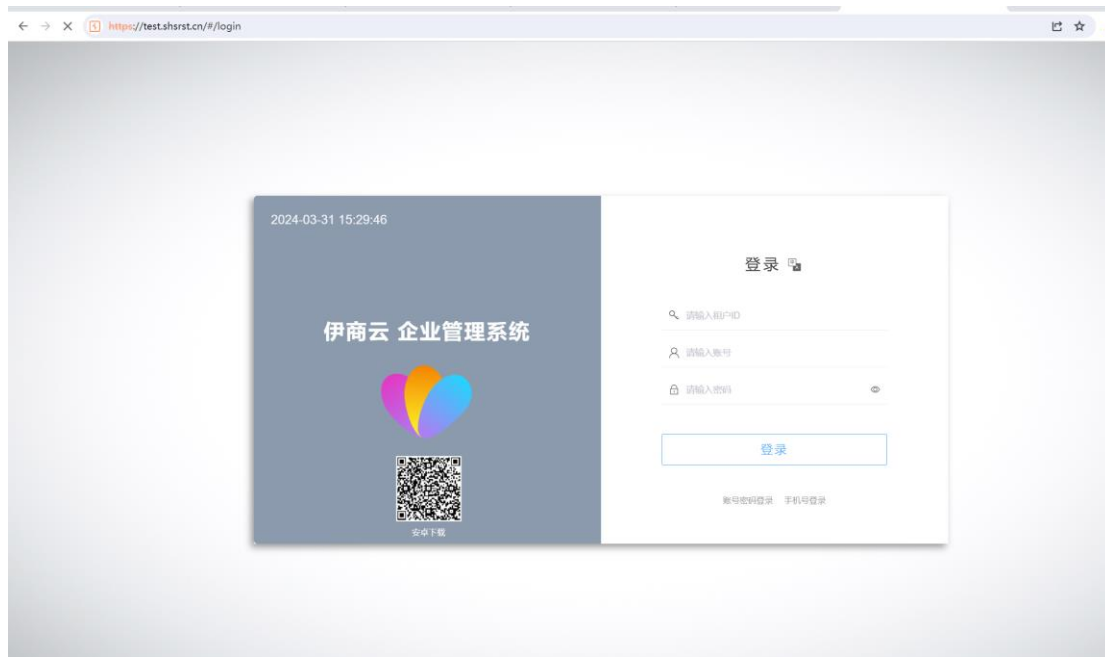 https://test.shsrst.cn/#/login
2024-03-31 15:29:46
伊商云 企业管理系统
安卓下载
登录
请输入租户ID
请输入账号
请输入密码
登录
账号密码登录 手机号登录